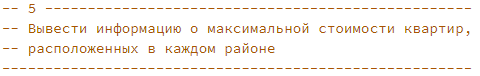 -- 5 --------------------------------------------------
-- Вывести информацию о максимальной стоимости квартир,
-- расположенных в каждом районе
-------------------------------------------------------